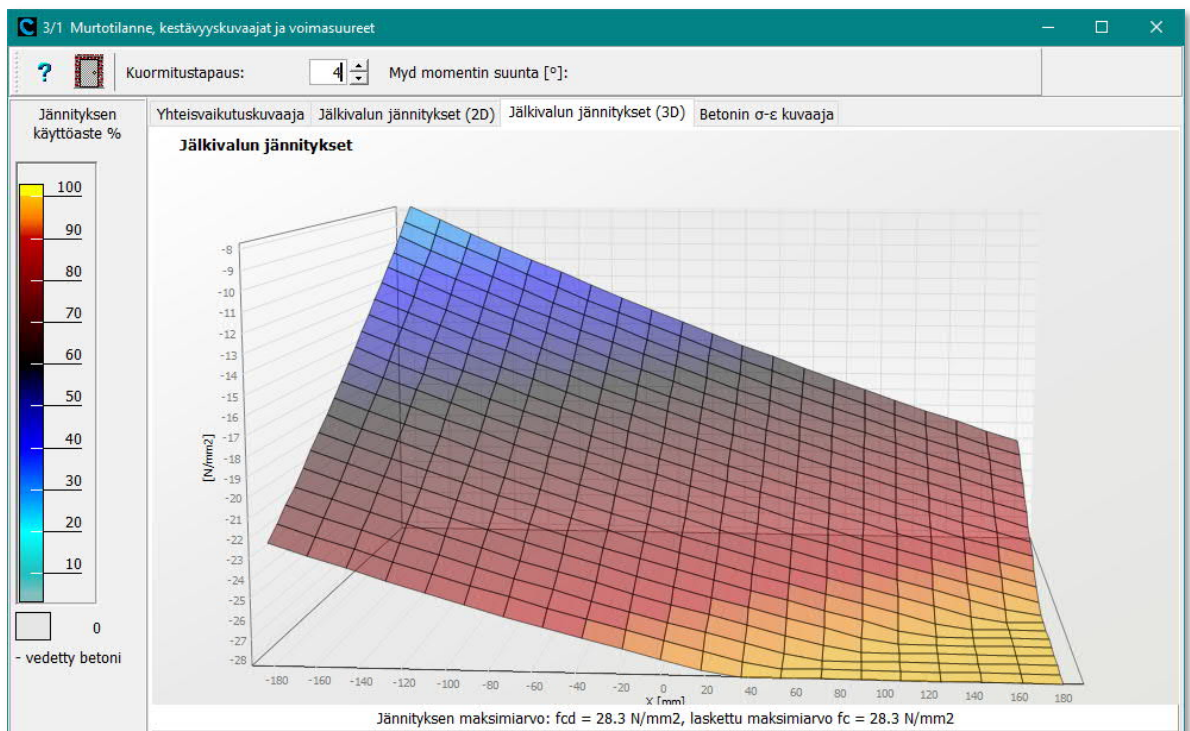 3/1 Murtotilanne, kestävyyskuvaajat ja voimasuureet
? Kuormitustapaus: 4 Myd momentin suunta [º]:
Jännityksen
käyttöaste %
100
90
80
70
60
50
40
30
20
10
0
- vedetty betoni
Yhteisvaikutuskuvaaja Jälkivalun jännitykset (2D) Jälkivalun jännitykset (3D) Betonin σ-ε kuvaaja
Jälkivalun jännitykset
-8
-9
-10
-11
-12
-13
-14
-15
-16
-17
-18
-19
-20
-21
-22
-23
-24
-25
-26
-27
-28
[N/mm2]
-180 -160 -140 -120 -100 -80 -60 -40 -20 0 20 40 60 80 100 120 140 160 180
X [mm]
Jännityksen maksimiarvo: fcd = 28.3 N/mm2, laskettu maksimiarvo fc = 28.3 N/mm2